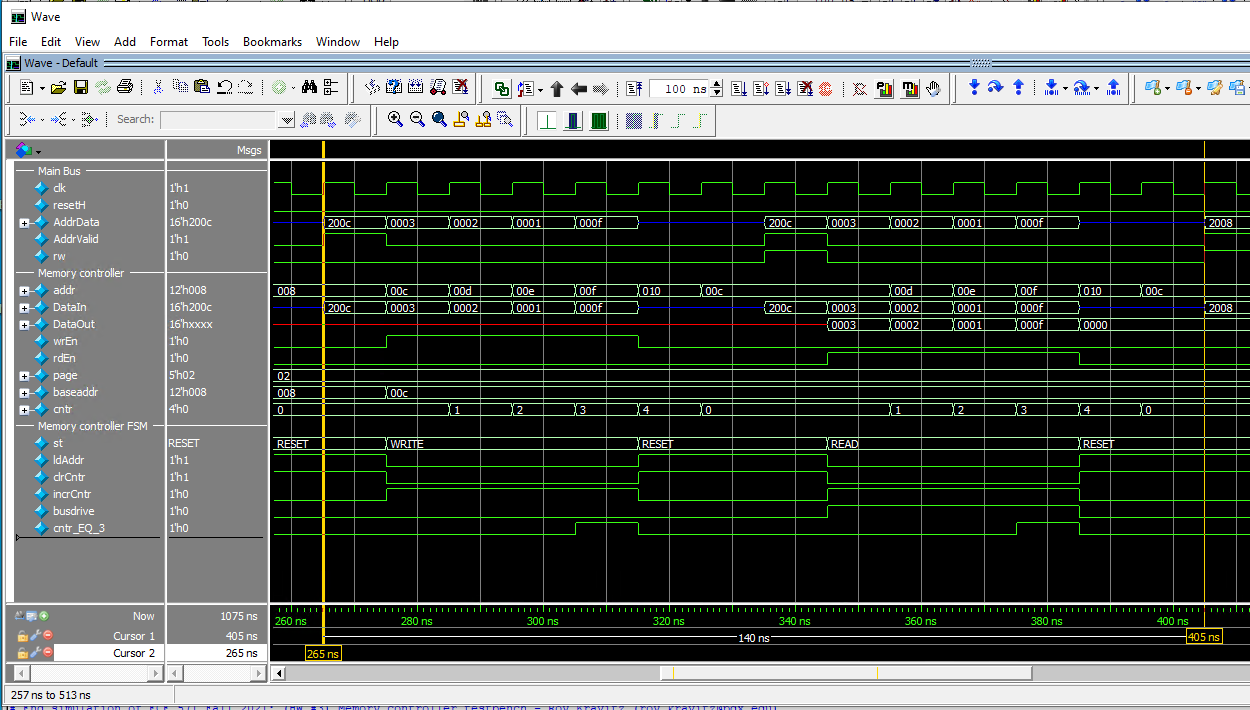 Wave
File Edit View Add Format Tools Bookmarks Window Help
Wave - Default
100 ns
Search:
Msgs
Main Bus
clk 1'h1
resetH 1'h0
AddrData 16'h200c 200c 0003 0002 0001 000f 200c 0003 0002 0001 000f 2008
AddrValid 1'h1
rw 1'h0
Memory controller
addr 12'h008 008 00c 00d 00e 00f 010 00c 00d 00e 00f 010 00c
DataIn 16'h200c 200c 0003 0002 0001 000f 200c 0003 0002 0001 000f 2008
DataOut 16'hxxxx 0003 0002 0001 000f 0000
wrEn 1'h0
rdEn 1'h0
page 5'h02 02
baseaddr 12'h008 008 00c
cntr 4'h0 0 1 2 3 4 0 1 2 3 4 0
Memory controller FSM
st RESET RESET WRITE RESET READ RESET
ldAddr 1'h1
clrCntr 1'h1
incrCntr 1'h0
busdrive 1'h0
cntr_EQ_3 1'h0
Now 1075 ns 260 ns 280 ns 300 ns 320 ns 340 ns 360 ns 380 ns 400 ns
Cursor 1 405 ns 140 ns 405 ns
Cursor 2 265 ns 265 ns
257 ns to 513 ns